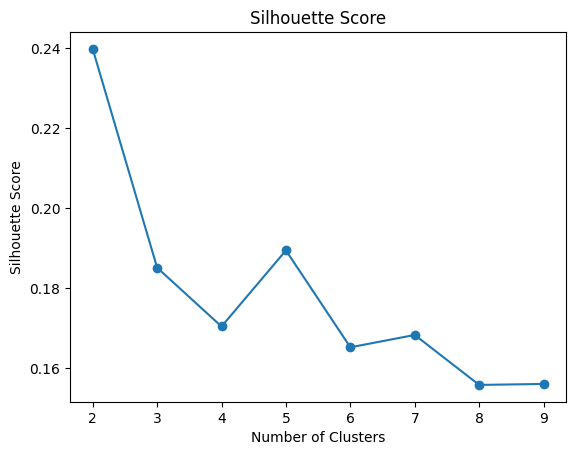 Silhouette Score
0.24
0.22
0.20
0.18
0.16
Silhouette Score
2 3 4 5 6 7 8 9
Number of Clusters